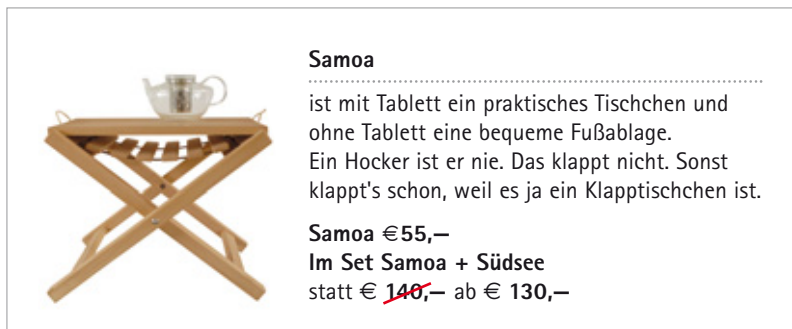 Samoa
ist mit Tablett ein praktisches Tischchen und
ohne Tablett eine bequeme Fußablage.
Ein Hocker ist er nie. Das klappt nicht. Sonst
klappt's schon, weil es ja ein Klapptischchen ist.
Samoa €55,—
Im Set Samoa + Südsee
statt € 140,— ab € 130,—